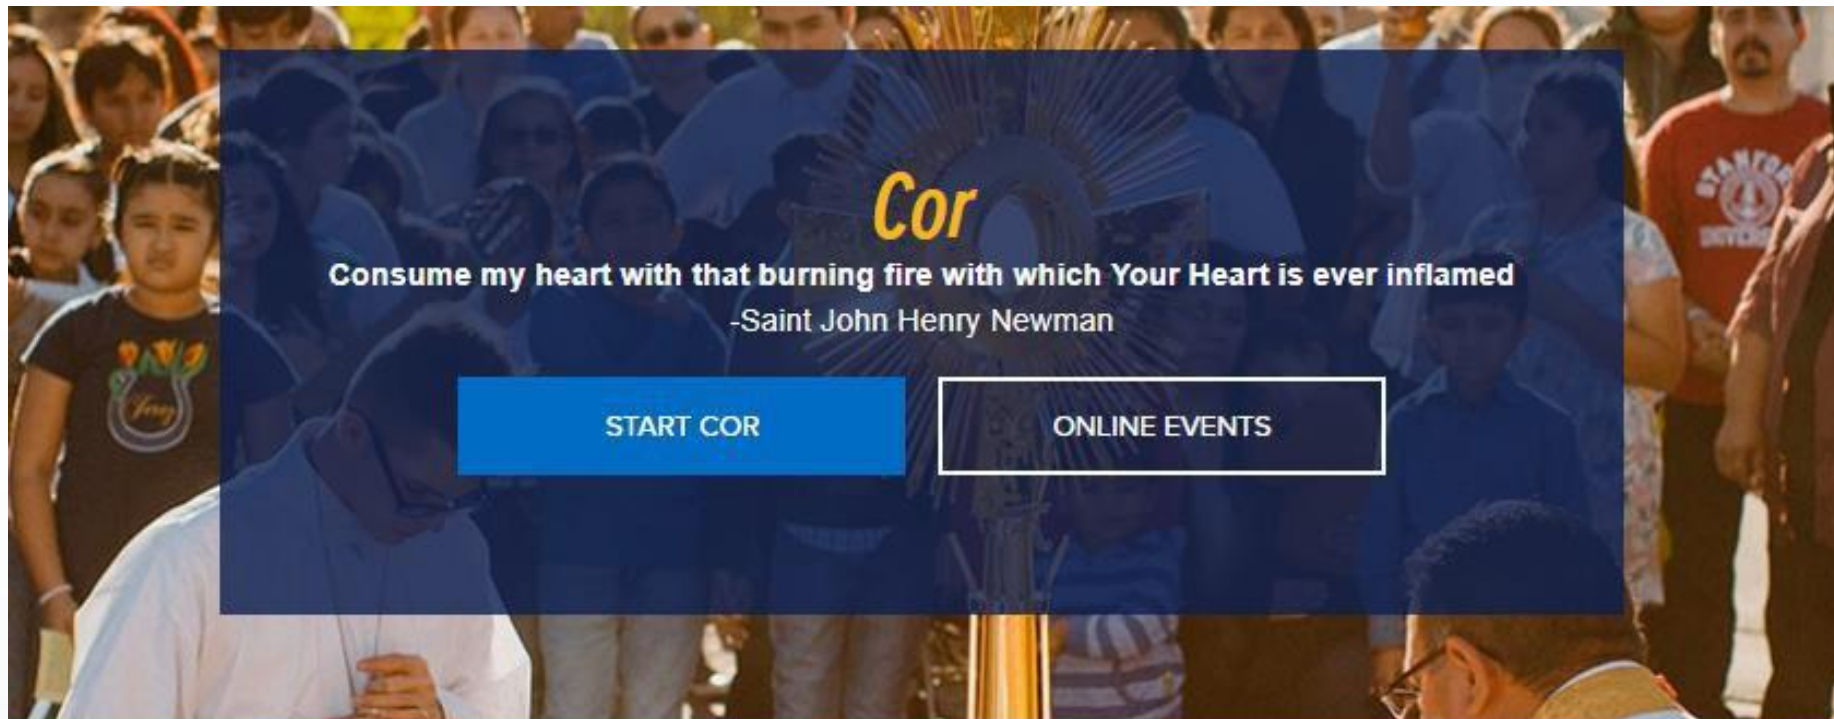 Cor
Consume my heart with that burning fire with which Your Heart is ever inflamed
-Saint John Henry Newman
START COR
ONLINE EVENTS
STANFORD